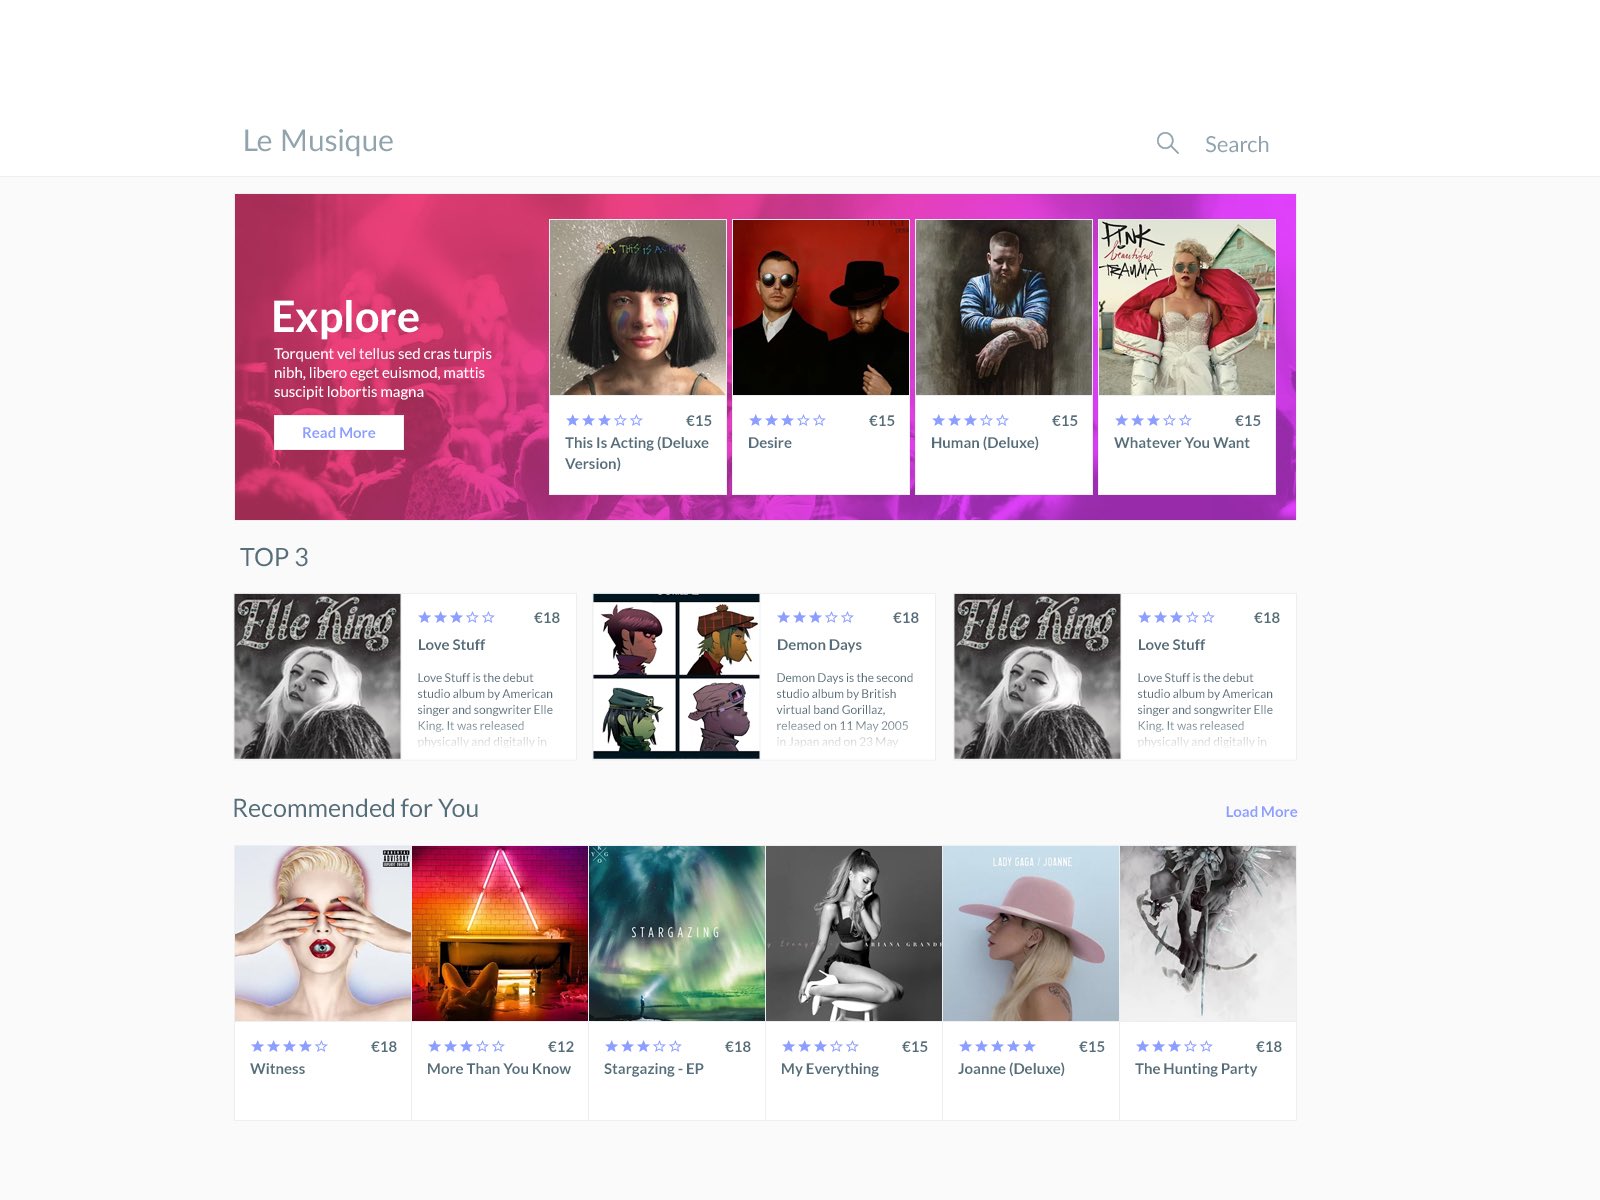 Le Musique
Search
Explore
Torquent vel tellus sed cras turpis
nibh, libero eget euismod, mattis
suscipit lobortis magna
Read More
THIS IS ACTING
€15
This Is Acting (Deluxe
Version)
€15
Desire
€15
Human (Deluxe)
P!nk
beautiful
TRAUMA
€15
Whatever You Want
TOP 3
Elle King
€18
Love Stuff
Love Stuff is the debut
studio album by American
singer and songwriter Elle
King. It was released
physically and digitally in
€18
Demon Days
Demon Days is the second
studio album by British
virtual band Gorillaz,
released on 11 May 2005
in Japan and on 23 May
Elle King
€18
Love Stuff
Love Stuff is the debut
studio album by American
singer and songwriter Elle
King. It was released
physically and digitally in
Recommended for You
Load More
PARENTAL
ADVISORY
EXPLICIT CONTENT
€18
Witness
€12
More Than You Know
KYGO
STARGAZING
€18
Stargazing - EP
ARIANA GRANDE
€15
My Everything
LADY GAGA / JOANNE
€15
Joanne (Deluxe)
€18
The Hunting Party